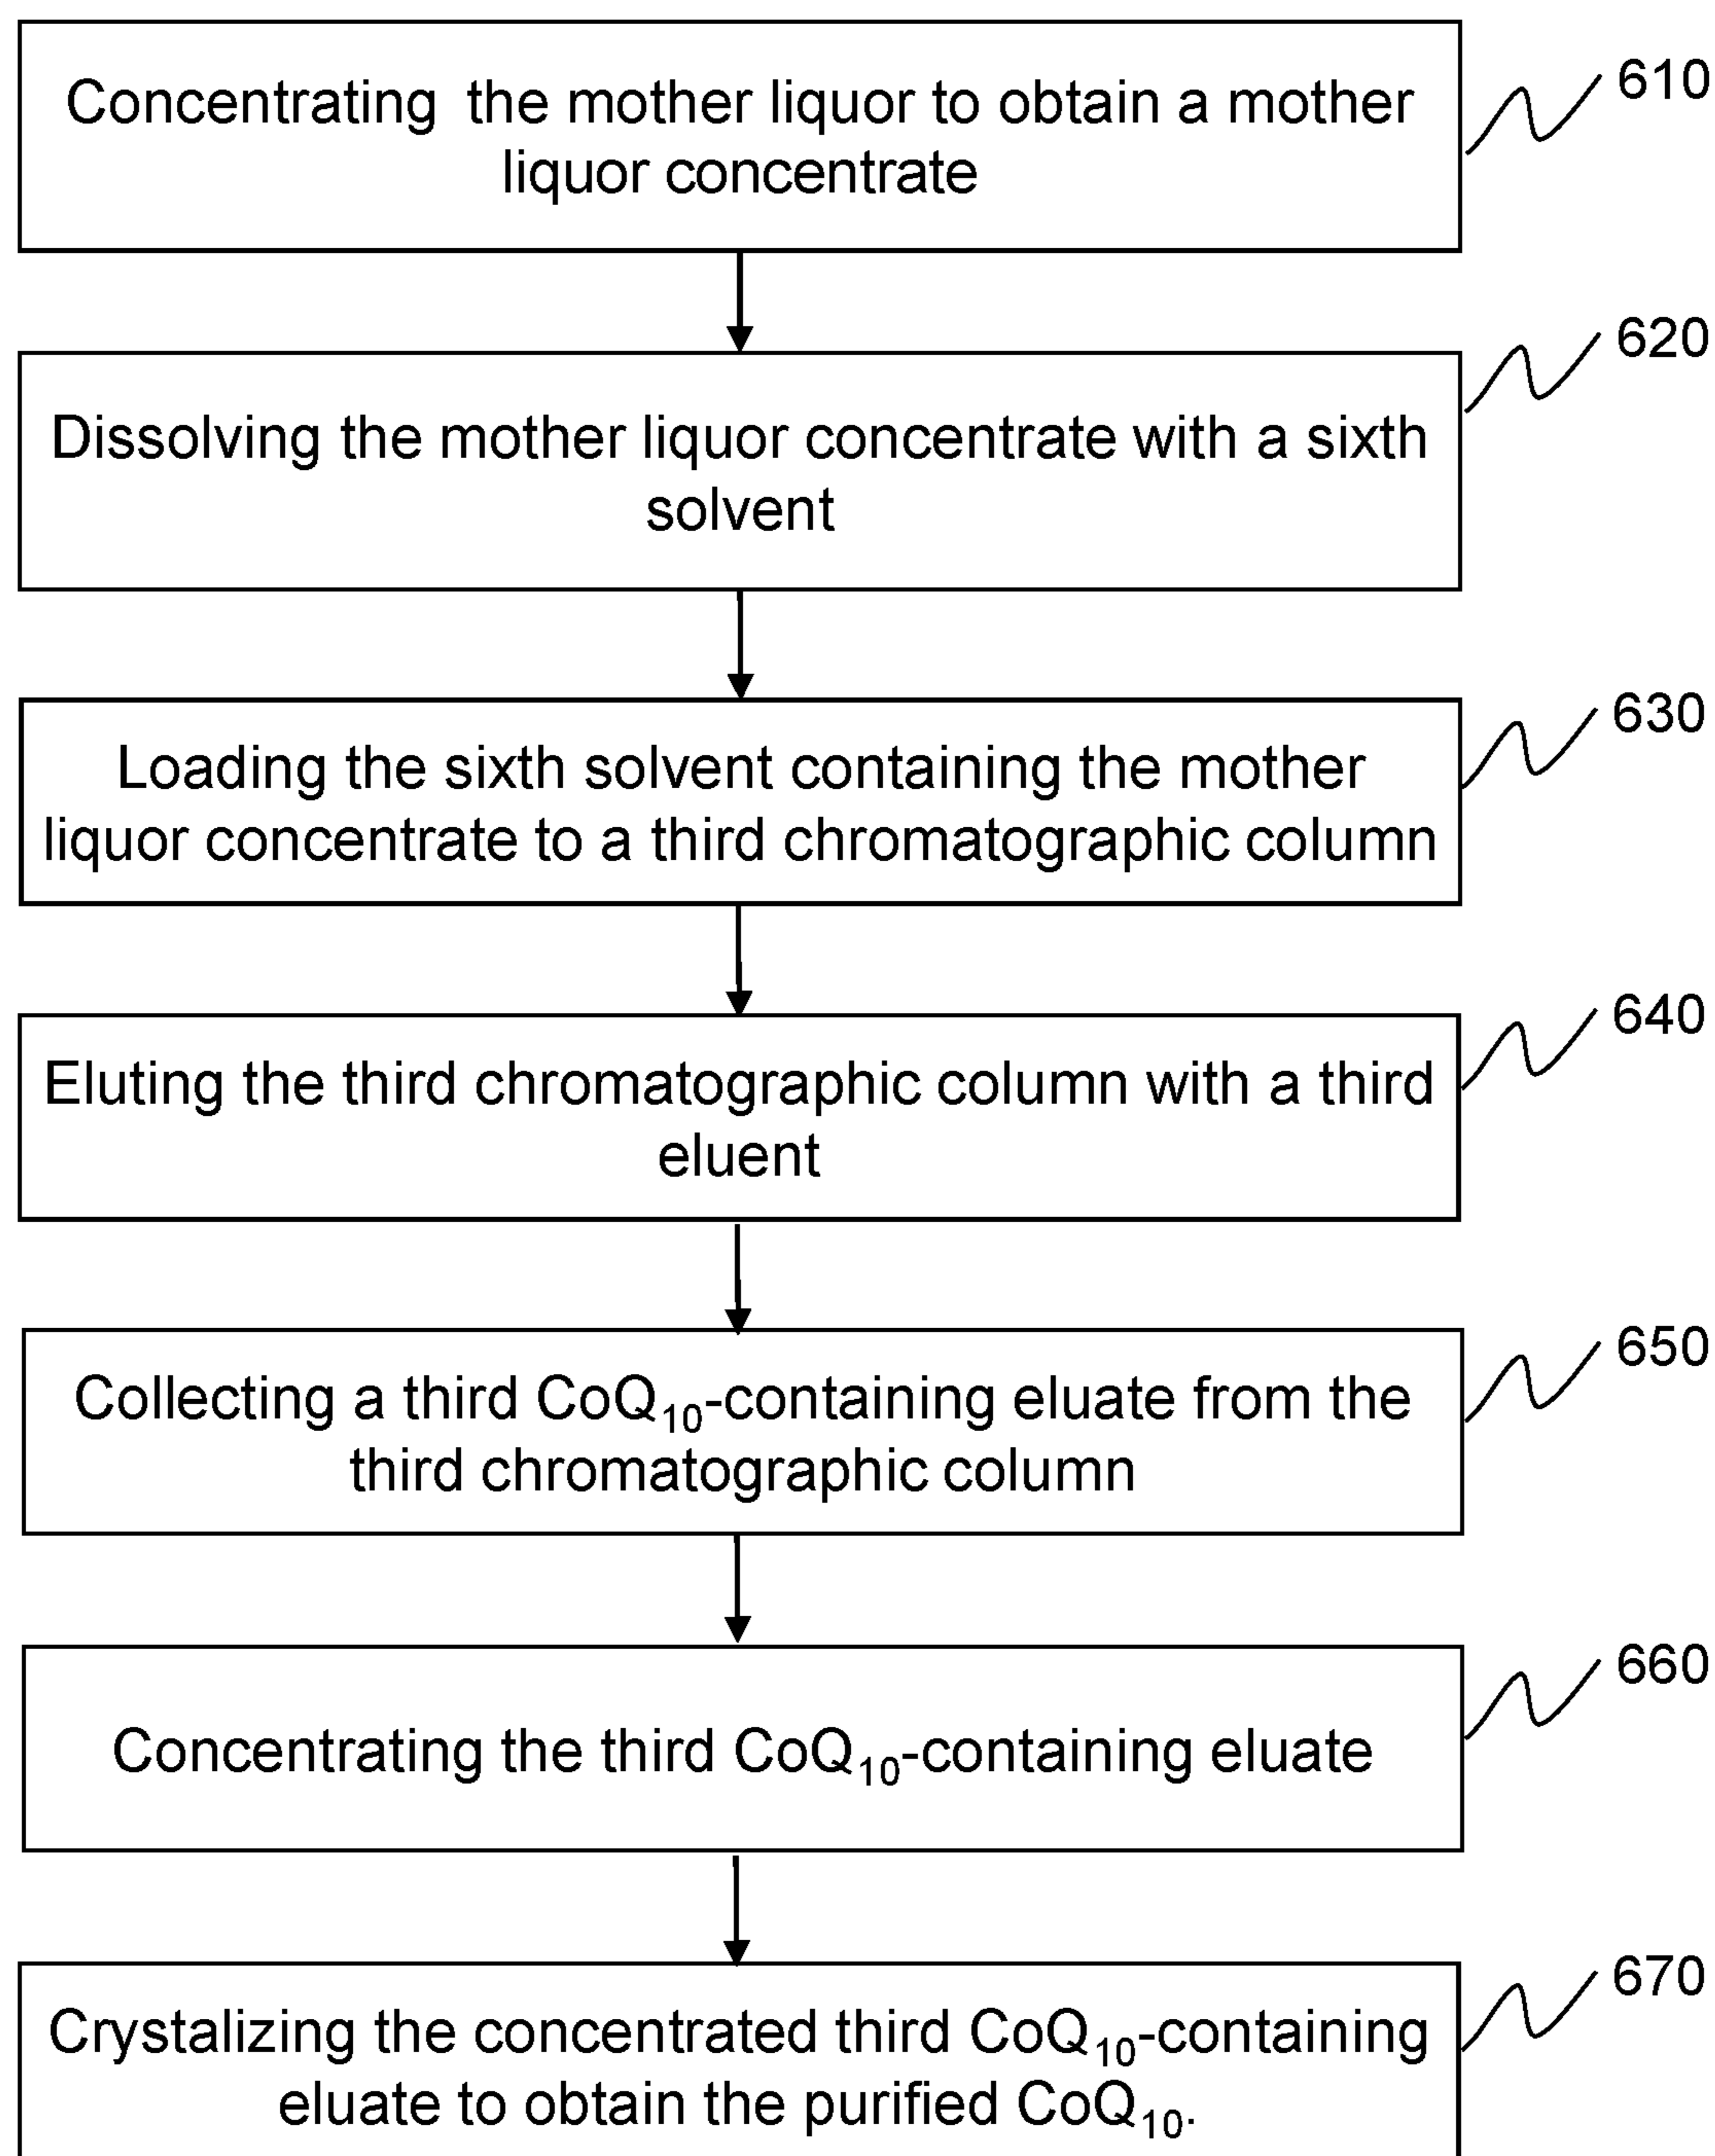 Concentrating the mother liquor to obtain a mother
liquor concentrate
610
Dissolving the mother liquor concentrate with a sixth
solvent
620
Loading the sixth solvent containing the mother
liquor concentrate to a third chromatographic column
630
Eluting the third chromatographic column with a third
eluent
640
Collecting a third CoQ₁₀-containing eluate from the
third chromatographic column
650
Concentrating the third CoQ₁₀-containing eluate
660
Crystalizing the concentrated third CoQ₁₀-containing
eluate to obtain the purified CoQ₁₀.
670